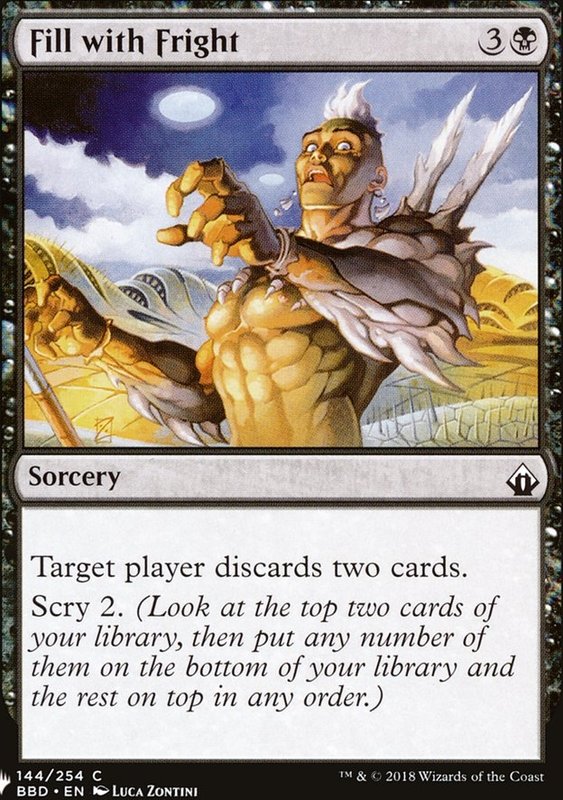 Fill with Fright 3
Sorcery
Target player discards two cards.
Scry 2. (Look at the top two cards of
your library, then put any number of
them on the bottom of your library and
the rest on top in any order.)
144/254 C
BBD • EN Luca Zontini
™ & © 2018 Wizards of the Coast